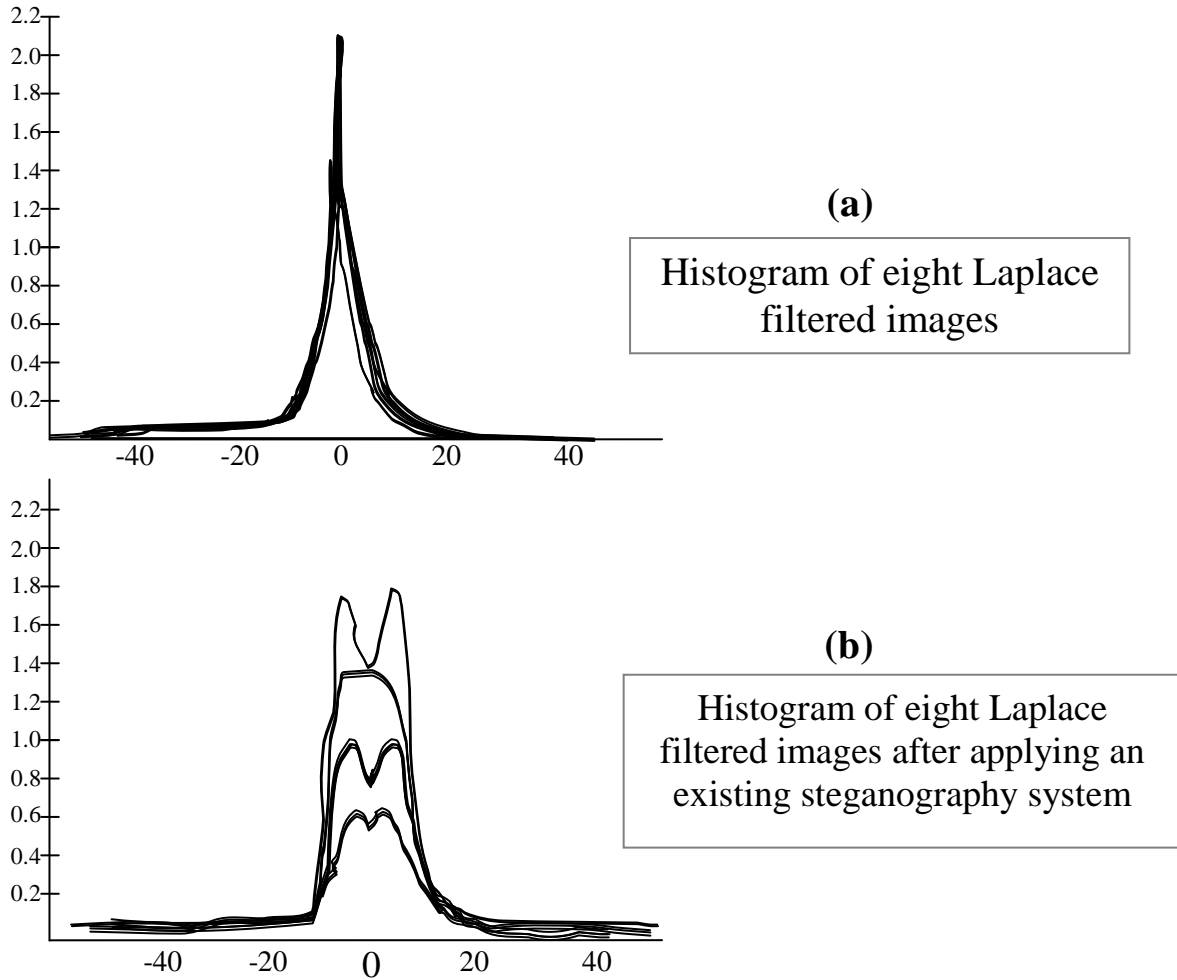 2.2
2.0
1.8
1.6
1.4
1.2
1.0
0.8
0.6
0.4
0.2
-40 -20 0 20 40
(a)
Histogram of eight Laplace
filtered images
2.2
2.0
1.8
1.6
1.4
1.2
1.0
0.8
0.6
0.4
0.2
-40 -20 0 20 40
(b)
Histogram of eight Laplace
filtered images after applying an
existing steganography system